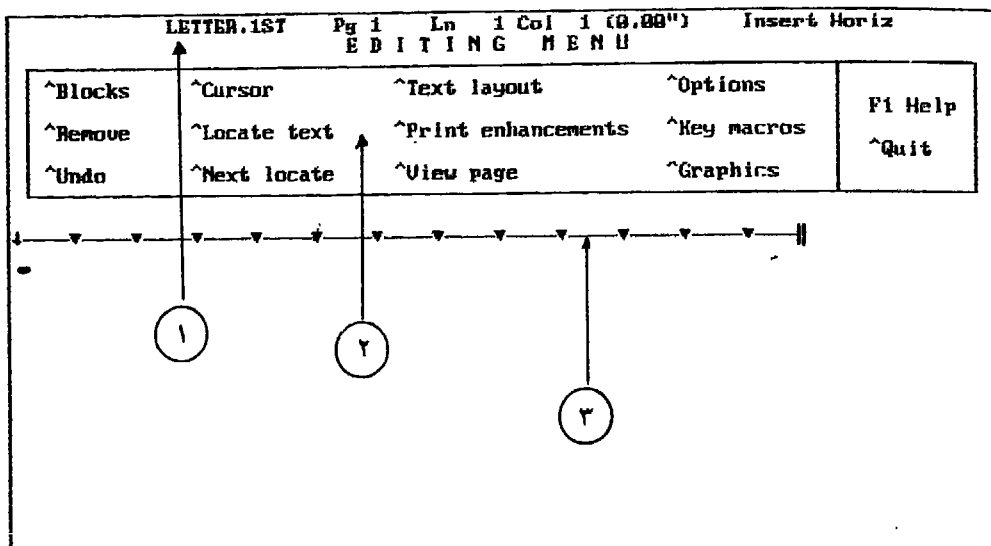 LETTER.1ST Pg 1 Ln 1 Col 1 (0.00") Insert Horiz
E D I T I N G M E N U
^Blocks ^Cursor ^Text layout ^Options
F1 Help
^Remove ^Locate text ^Print enhancements ^Key macros
^Quit
^Undo ^Next locate ^View page ^Graphics
١
٢
٣